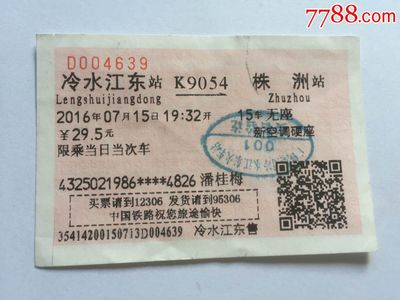 7788.com
D004639
冷水江东站 K9054 株洲站
Lengshuijiangdong Zhuzhou
2016年07月15日19:32开 15车无座
￥29.5元 新空调硬座
限乘当日当次车
001
4325021986****4826 潘桂梅
买票请到12306 发货请到95306
中国铁路祝您旅途愉快
35414200150713D004639 冷水江东售